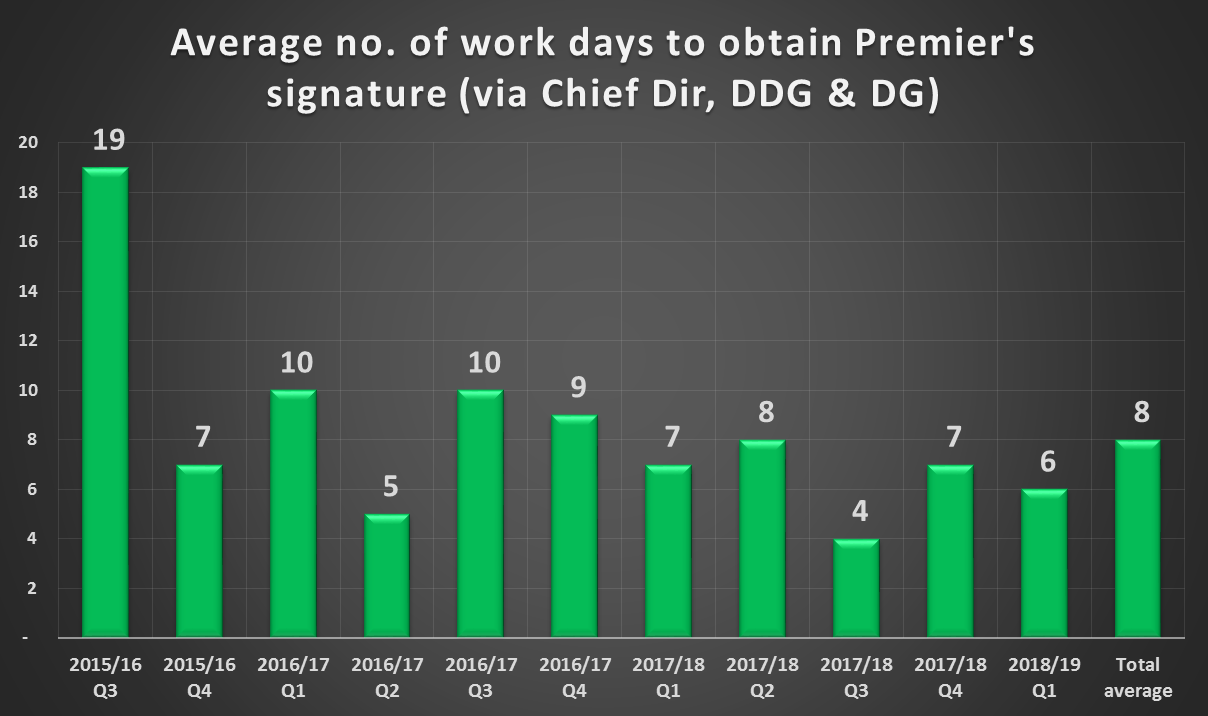 Average no. of work days to obtain Premier's
signature (via Chief Dir, DDG & DG)
20
18
16
14
12
10
8
6
4
2
-
19
7
10
5
10
9
7
8
4
7
6
8
2015/16 Q3
2015/16 Q4
2016/17 Q1
2016/17 Q2
2016/17 Q3
2016/17 Q4
2017/18 Q1
2017/18 Q2
2017/18 Q3
2017/18 Q4
2018/19 Q1
Total average